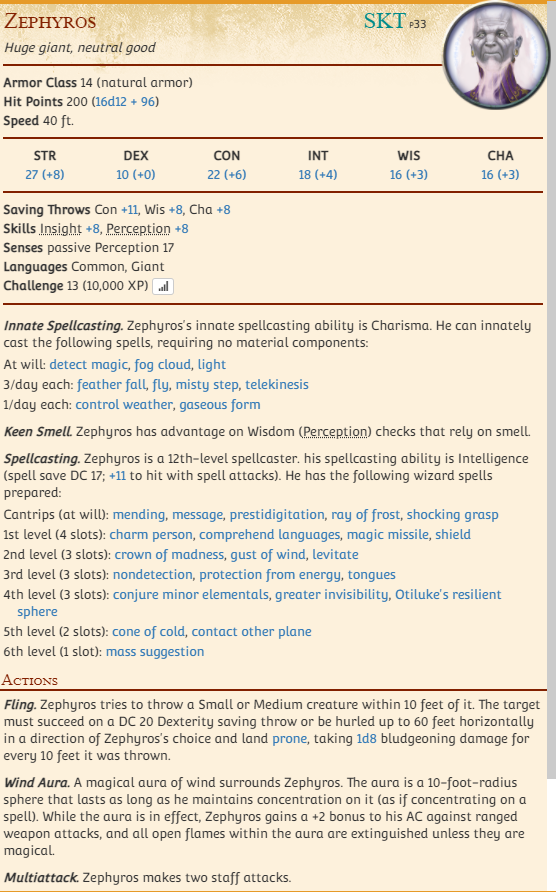 ZEPHYROS
SKT p33
Huge giant, neutral good
Armor Class 14 (natural armor)
Hit Points 200 (16d12 + 96)
Speed 40 ft.
STR DEX CON INT WIS CHA
27 (+8) 10 (+0) 22 (+6) 18 (+4) 16 (+3) 16 (+3)
Saving Throws Con +11, Wis +8, Cha +8
Skills Insight +8, Perception +8
Senses passive Perception 17
Languages Common, Giant
Challenge 13 (10,000 XP)
Innate Spellcasting. Zephyros's innate spellcasting ability is Charisma. He can innately
cast the following spells, requiring no material components:
At will: detect magic, fog cloud, light
3/day each: feather fall, fly, misty step, telekinesis
1/day each: control weather, gaseous form
Keen Smell. Zephyros has advantage on Wisdom (Perception) checks that rely on smell.
Spellcasting. Zephyros is a 12th-level spellcaster. his spellcasting ability is Intelligence
(spell save DC 17; +11 to hit with spell attacks). He has the following wizard spells
prepared:
Cantrips (at will): mending, message, prestidigitation, ray of frost, shocking grasp
1st level (4 slots): charm person, comprehend languages, magic missile, shield
2nd level (3 slots): crown of madness, gust of wind, levitate
3rd level (3 slots): nondetection, protection from energy, tongues
4th level (3 slots): conjure minor elementals, greater invisibility, Otiluke's resilient
sphere
5th level (2 slots): cone of cold, contact other plane
6th level (1 slot): mass suggestion
ACTIONS
Fling. Zephyros tries to throw a Small or Medium creature within 10 feet of it. The target
must succeed on a DC 20 Dexterity saving throw or be hurled up to 60 feet horizontally
in a direction of Zephyros's choice and land prone, taking 1d8 bludgeoning damage for
every 10 feet it was thrown.
Wind Aura. A magical aura of wind surrounds Zephyros. The aura is a 10-foot-radius
sphere that lasts as long as he maintains concentration on it (as if concentrating on a
spell). While the aura is in effect, Zephyros gains a +2 bonus to his AC against ranged
weapon attacks, and all open flames within the aura are extinguished unless they are
magical.
Multiattack. Zephyros makes two staff attacks.